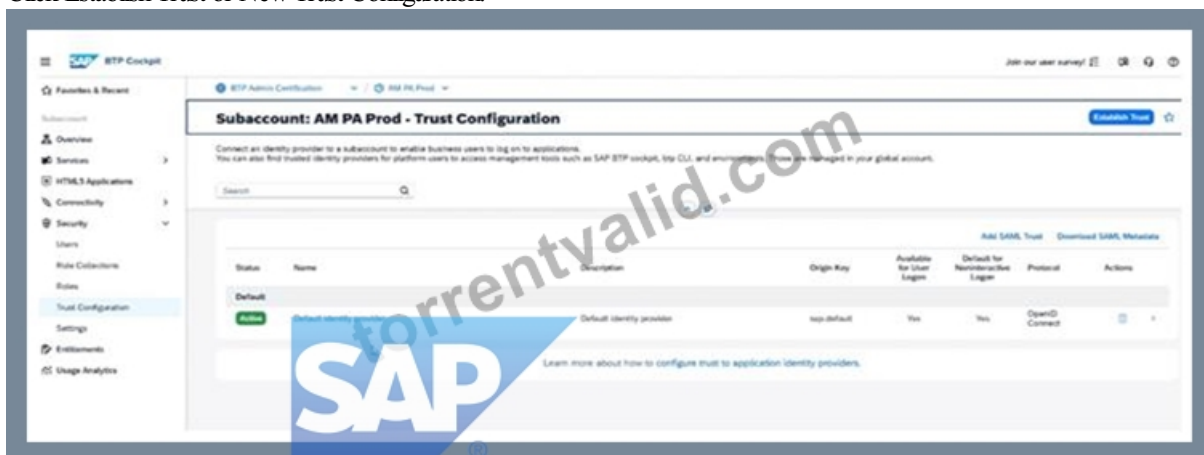 Click Establish Trust or New Trust Configuration.
SAP BTP Cockpit
Join our user survey!
Favorites & Recent
BTP Admin Certification / AM PA Prod
Subaccount
Subaccount: AM PA Prod - Trust Configuration
Establish Trust
Overview
Services
HTML5 Applications
Connectivity
Security
Users
Role Collections
Roles
Trust Configuration
Settings
Entitlements
Usage Analytics
Connect an identity provider to a subaccount to enable business users to log on to applications.
You can also find trusted identity providers for platform users to access management tools such as SAP BTP cockpit, btp CLI, and environments. Those are managed in your global account.
Search
Add SAML Trust Download SAML Metadata
Status Name Description Origin Key Available for User Logon Default for Noninteractive Logon Protocol Actions
Default
Active Default identity provider Default identity provider sap.default Yes Yes OpenID Connect
Learn more about how to configure trust to application identity providers.
torrentvalid.com
SAP
®